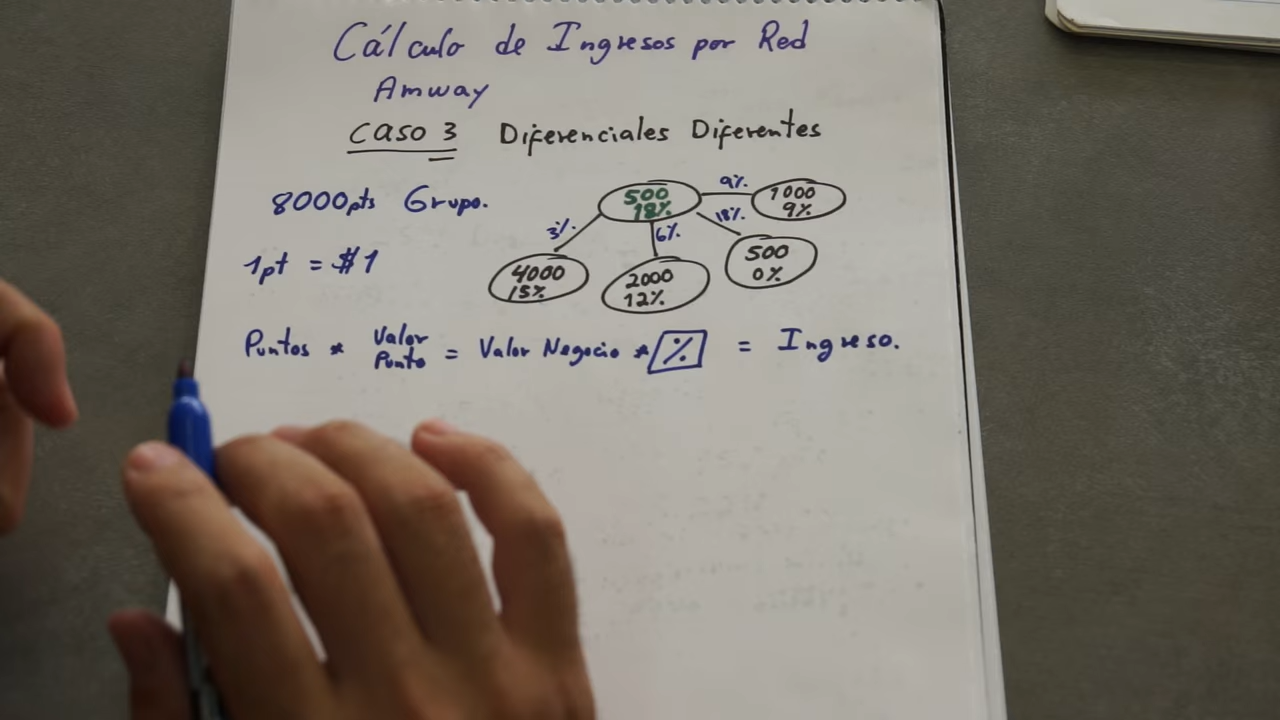 Cálculo de Ingresos por Red
Amway
Caso 3 Diferenciales Diferentes
8000pts Grupo.
500
18%
9%
1000
9%
3%
6%
18%
1pt = $1
4000
15%
2000
12%
500
0%
Puntos * Valor Punto = Valor Negocio * % = Ingreso.